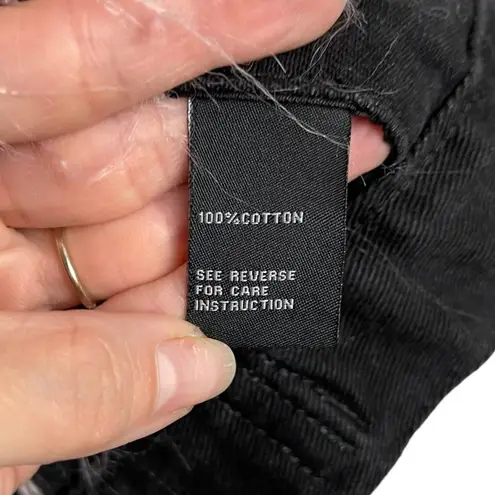 100%COTTON
SEE REVERSE
FOR CARE
INSTRUCTION